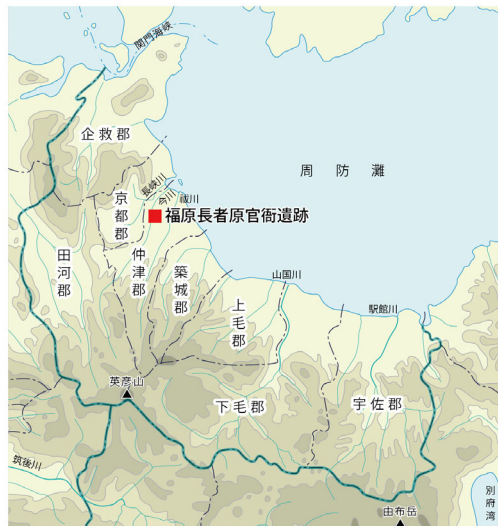 関門海峡
企救郡
周防灘
長峡川
今川
祓川
京都郡
福原長者原官衙遺跡
仲津郡
田河郡
築城郡
上毛郡
山国川
駅館川
英彦山
下毛郡
宇佐郡
筑後川
由布岳
別府湾